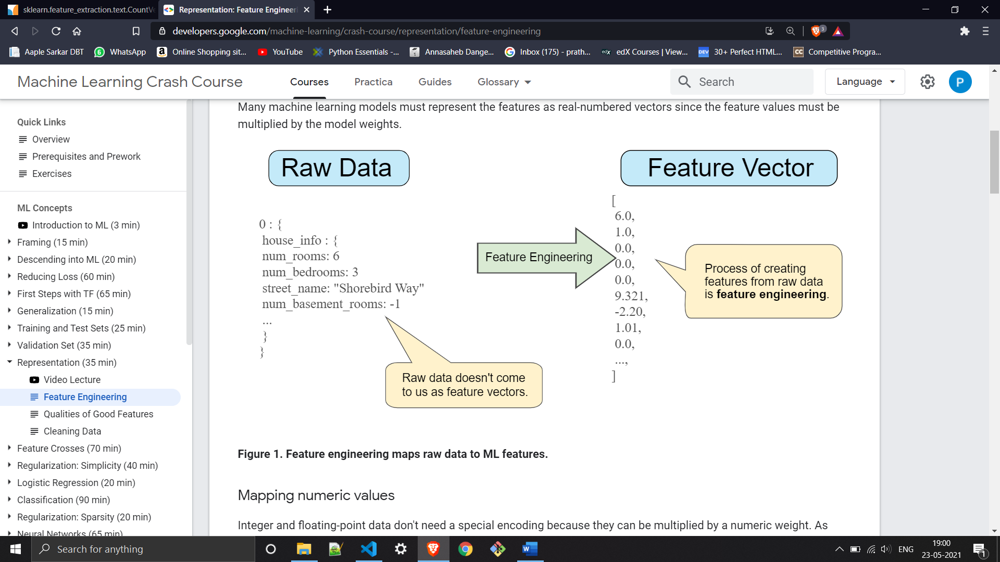 sklearn.feature_extraction.text.CountVe
Representation: Feature Engineeri
developers.google.com/machine-learning/crash-course/representation/feature-engineering
3
Aaple Sarkar DBT
6
WhatsApp
a
Online Shopping sit...
YouTube
Python Essentials -...
Annasaheb Dange...
G
Inbox (175) - prath...
edX
edX Courses | View...
DEV
30+ Perfect HTML...
CC
Competitive Progra...
Machine Learning Crash Course
Courses
Practica
Guides
Glossary
Search
Language
P
Quick Links
Overview
Prerequisites and Prework
Exercises
ML Concepts
Introduction to ML (3 min)
Framing (15 min)
Descending into ML (20 min)
Reducing Loss (60 min)
First Steps with TF (65 min)
Generalization (15 min)
Training and Test Sets (25 min)
Validation Set (35 min)
Representation (35 min)
Video Lecture
Feature Engineering
Qualities of Good Features
Cleaning Data
Feature Crosses (70 min)
Regularization: Simplicity (40 min)
Logistic Regression (20 min)
Classification (90 min)
Regularization: Sparsity (20 min)
Neural Networks (65 min)
Many machine learning models must represent the features as real-numbered vectors since the feature values must be
multiplied by the model weights.
Raw Data
0 : {
house_info : {
num_rooms: 6
num_bedrooms: 3
street_name: "Shorebird Way"
num_basement_rooms: -1
...
}
}
Raw data doesn't come
to us as feature vectors.
Feature Engineering
Feature Vector
[
6.0,
1.0,
0.0,
0.0,
0.0,
9.321,
-2.20,
1.01,
0.0,
...,
]
Process of creating
features from raw data
is feature engineering.
Figure 1. Feature engineering maps raw data to ML features.
Mapping numeric values
Integer and floating-point data don't need a special encoding because they can be multiplied by a numeric weight. As
Search for anything
W
ENG
19:00
23-05-2021
1